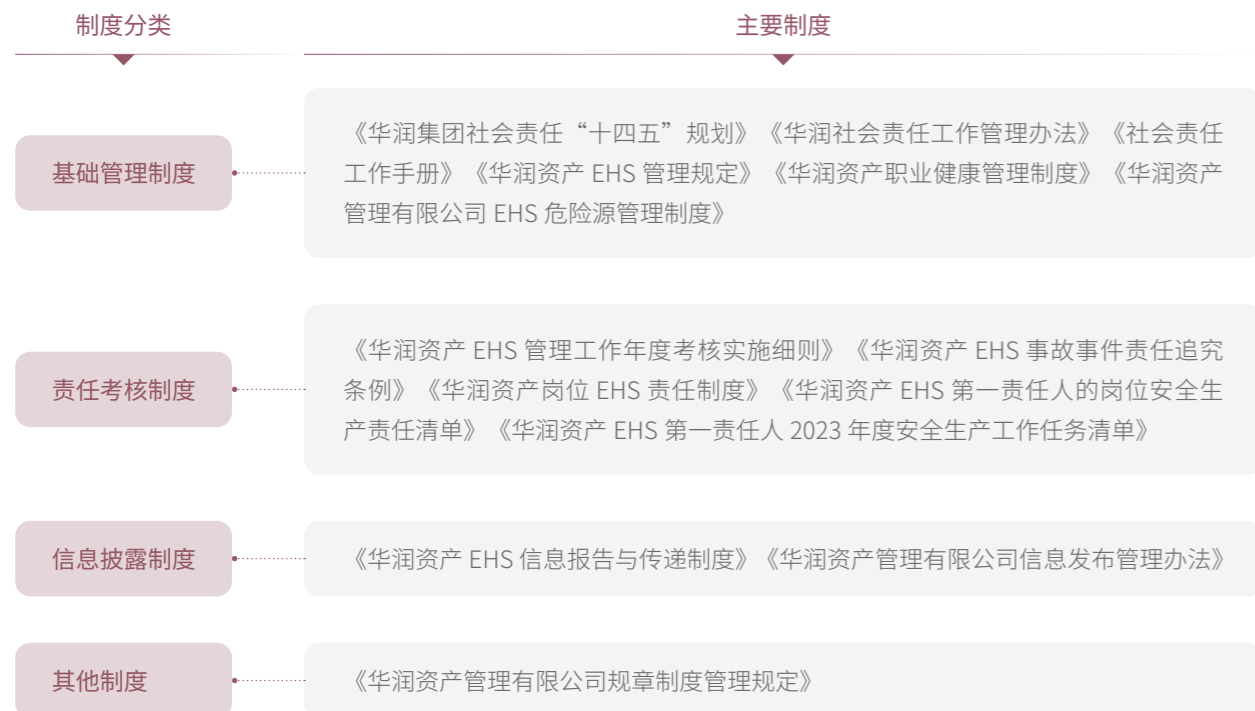 制度分类
主要制度
基础管理制度
《华润集团社会责任“十四五”规划》《华润社会责任工作管理办法》《社会责任
工作手册》《华润资产 EHS 管理规定》《华润资产职业健康管理制度》《华润资产
管理有限公司 EHS 危险源管理制度》
责任考核制度
《华润资产 EHS 管理工作年度考核实施细则》《华润资产 EHS 事故事件责任追究
条例》《华润资产岗位 EHS 责任制度》《华润资产 EHS 第一责任人的岗位安全生
产责任清单》《华润资产 EHS 第一责任人 2023 年度安全生产工作任务清单》
信息披露制度
《华润资产 EHS 信息报告与传递制度》《华润资产管理有限公司信息发布管理办法》
其他制度
《华润资产管理有限公司规章制度管理规定》